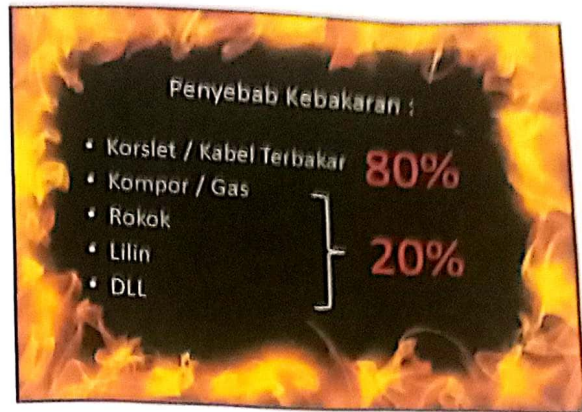 Penyebab Kebakaran :
• Korslet / Kabel Terbakar 80%
• Kompor / Gas
• Rokok
• Lilin 20%
• DLL